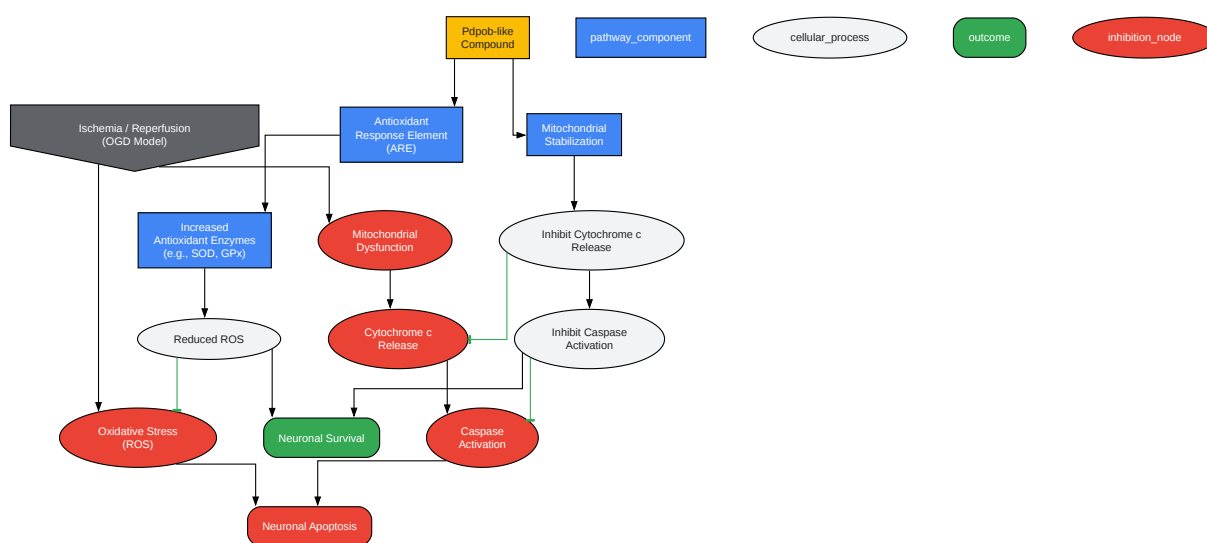 Pdpob-like
Compound
pathway_component
cellular_process
outcome
inhibition_node
Ischemia / Reperfusion
(OGD Model)
Antioxidant
Response Element
(ARE)
Mitochondrial
Stabilization
Increased
Antioxidant Enzymes
(e.g., SOD, GPx)
Mitochondrial
Dysfunction
Inhibit Cytochrome c
Release
Reduced ROS
Cytochrome c
Release
Inhibit Caspase
Activation
Oxidative Stress
(ROS)
Neuronal Survival
Caspase
Activation
Neuronal Apoptosis